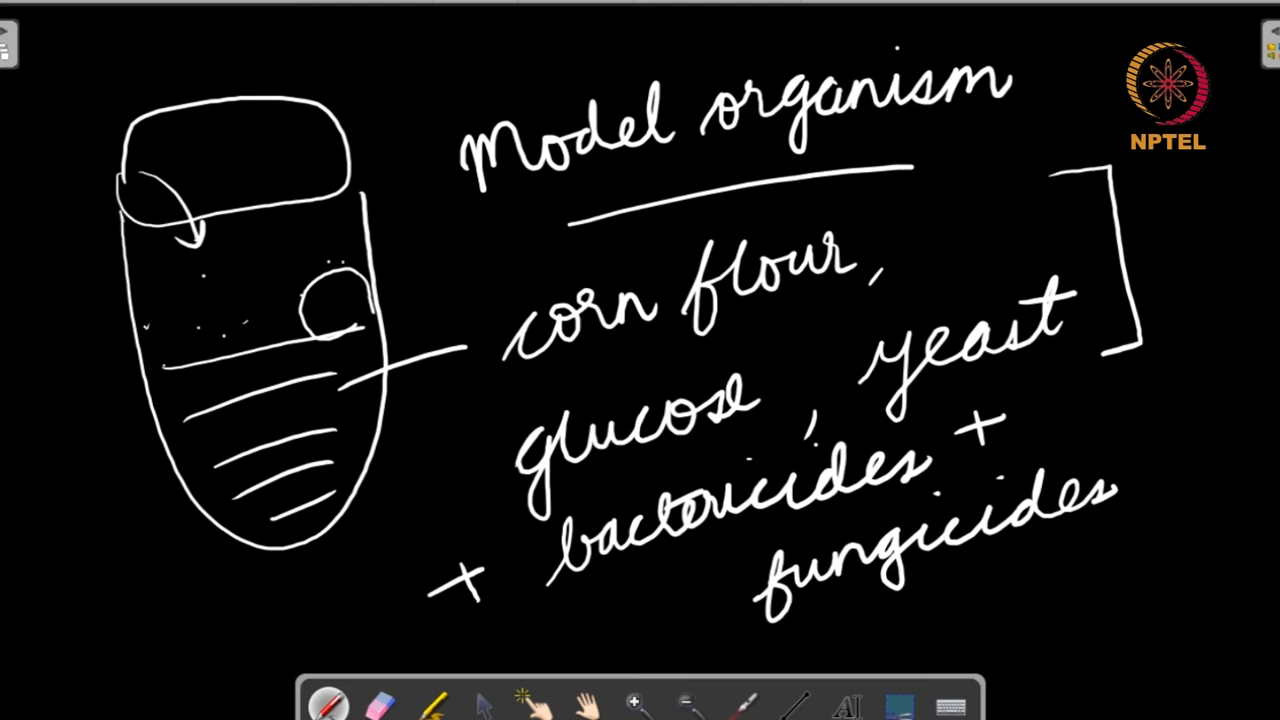 Model organism
NPTEL
corn flour,
glucose, yeast
+ bactericides +
fungicides